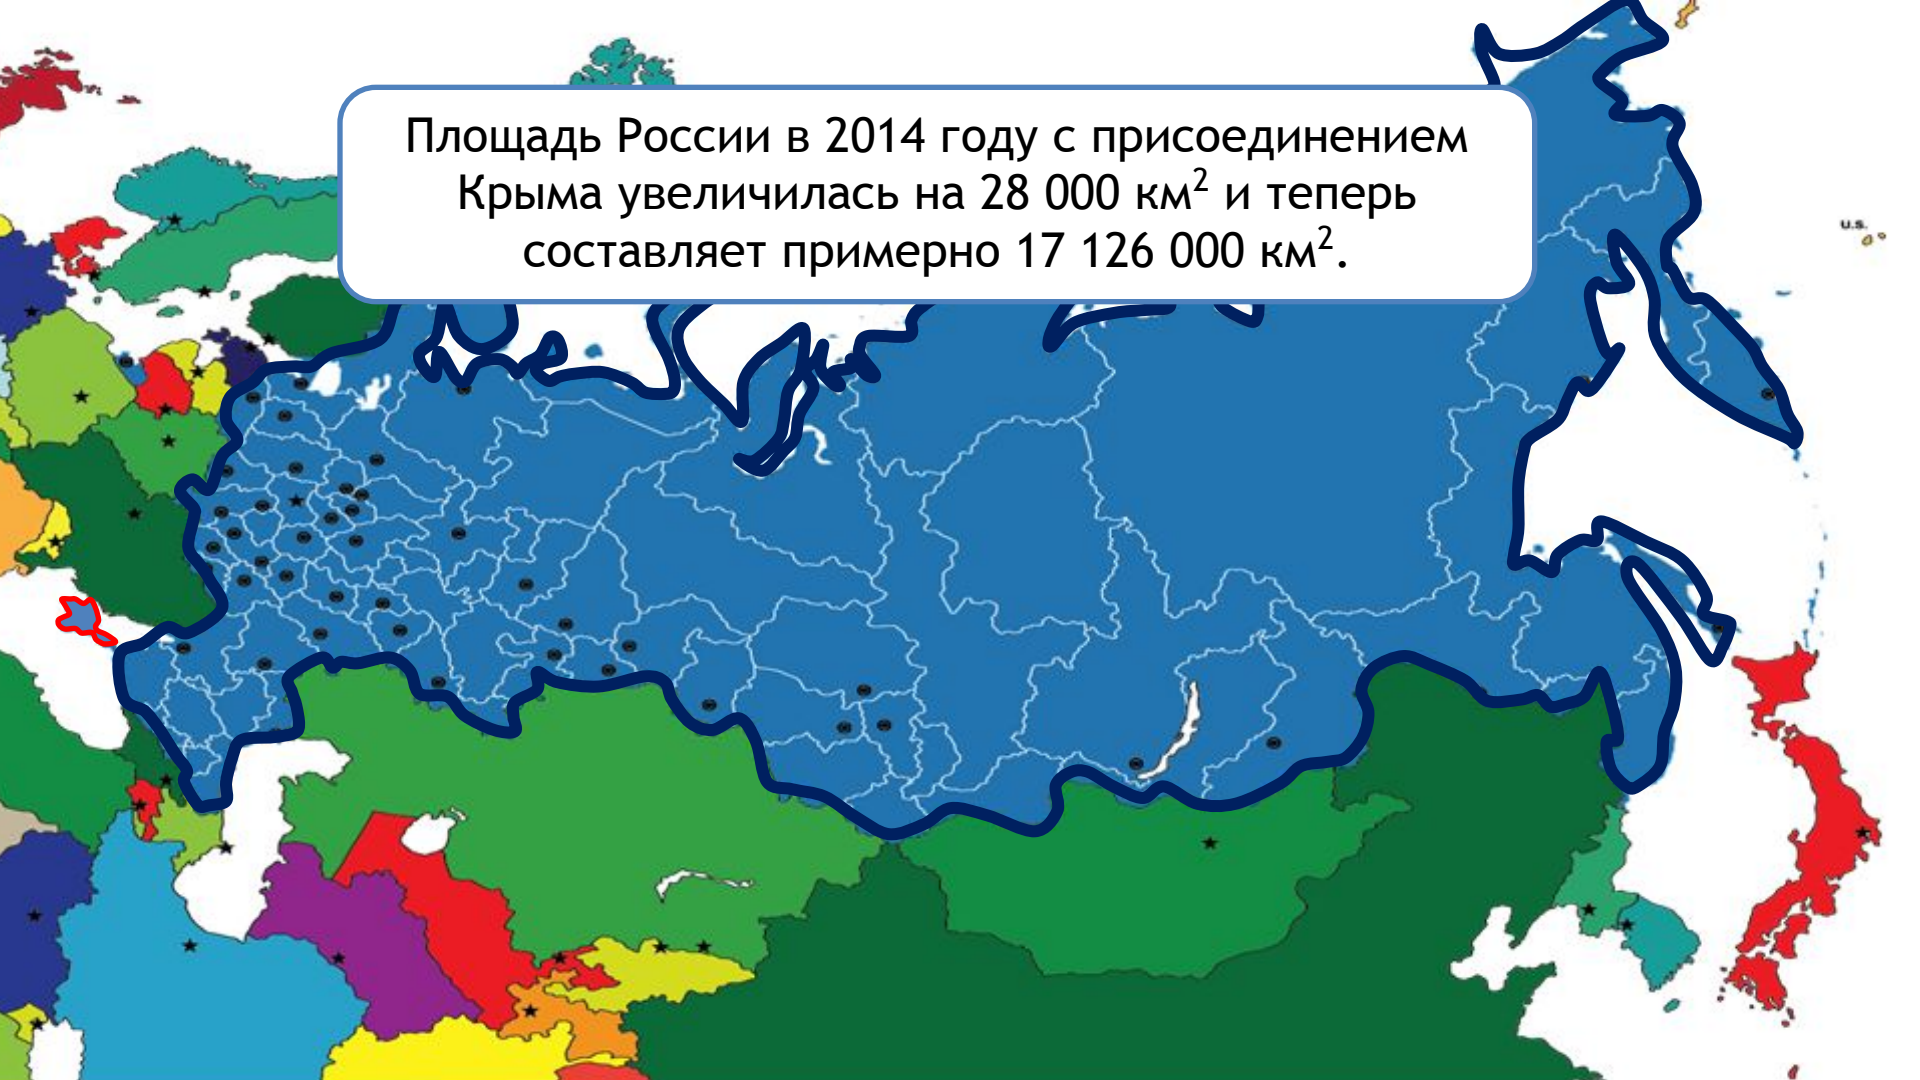 Площадь России в 2014 году с присоединением
Крыма увеличилась на 28 000 км² и теперь
составляет примерно 17 126 000 км².
U.S.